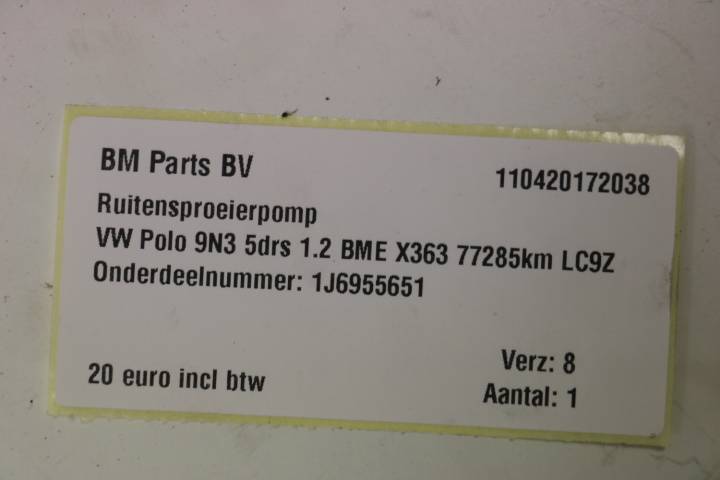 BM Parts BV
110420172038
Ruitensproeierpomp
VW Polo 9N3 5drs 1.2 BME X363 77285km LC9Z
Onderdeelnummer: 1J6955651
Verz: 8
20 euro incl btw
Aantal: 1